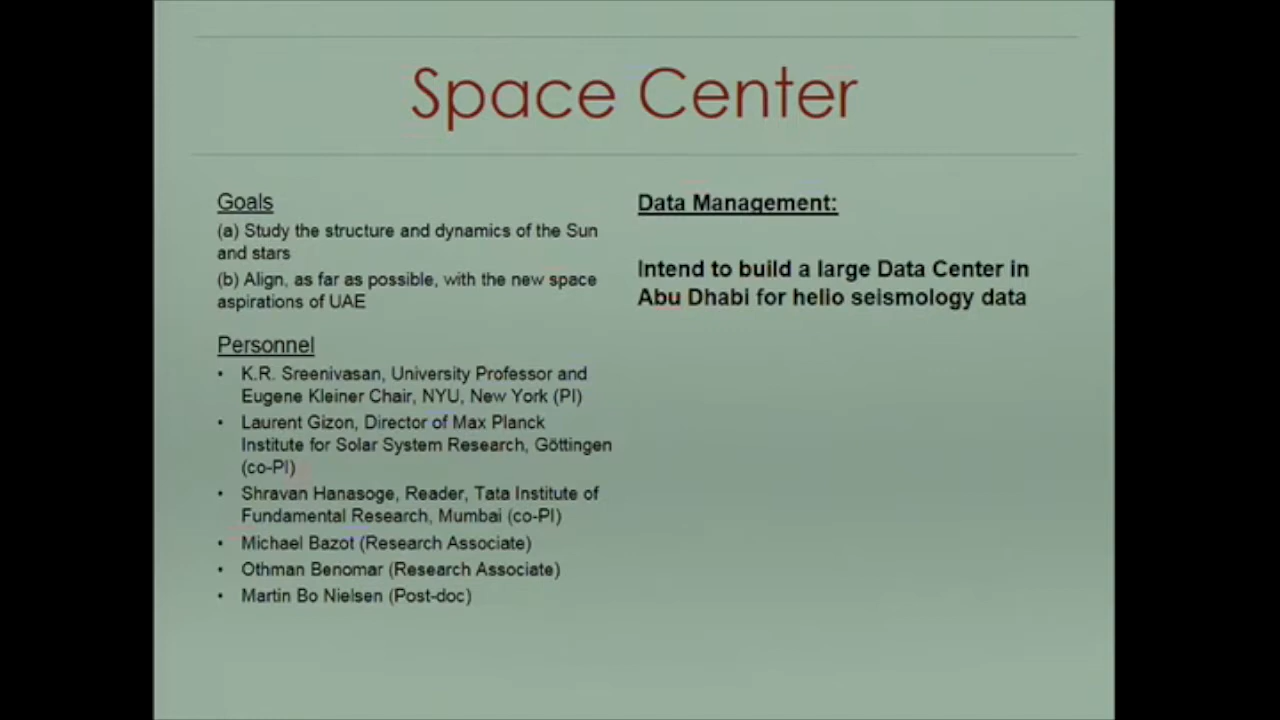 Space Center
Goals
(a) Study the structure and dynamics of the Sun
and stars
(b) Align, as far as possible, with the new space
aspirations of UAE
Personnel
• K.R. Sreenivasan, University Professor and
Eugene Kleiner Chair, NYU, New York (PI)
• Laurent Gizon, Director of Max Planck
Institute for Solar System Research, Göttingen
(co-PI)
• Shravan Hanasoge, Reader, Tata Institute of
Fundamental Research, Mumbai (co-PI)
• Michael Bazot (Research Associate)
• Othman Benomar (Research Associate)
• Martin Bo Nielsen (Post-doc)
Data Management:
Intend to build a large Data Center in
Abu Dhabi for helio seismology data